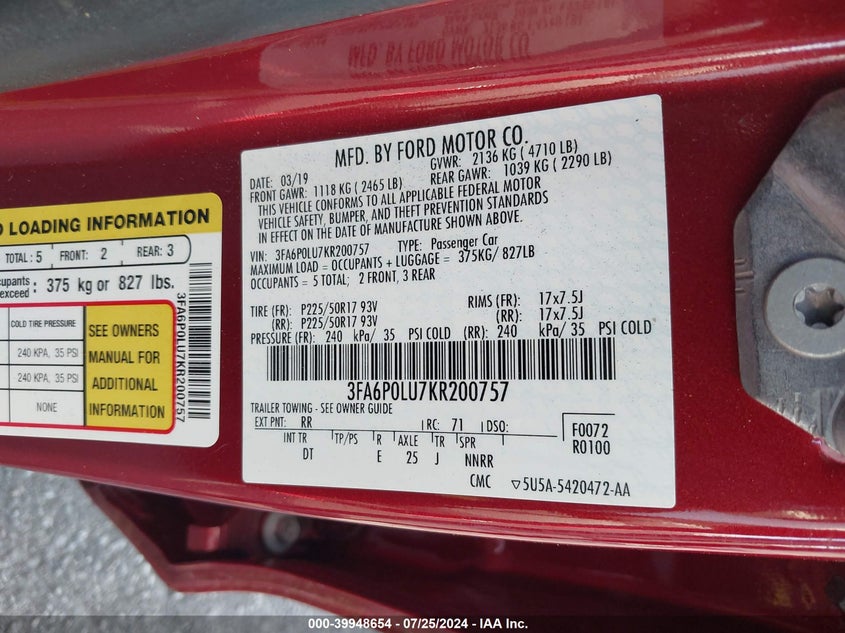 MFD. BY FORD MOTOR CO.
D LOADING INFORMATION
TOTAL : 5 FRONT: 2 REAR: 3
cupants
exceed: 375 kg or 827 lbs.
COLD TIRE PRESSURE
240 KPA, 35 PSI
240 KPA, 35 PSI
NONE
SEE OWNERS
MANUAL FOR
ADDITIONAL
INFORMATION
3FA6P0LU7KR200757
MFD. BY FORD MOTOR CO.
DATE: 03/19 GVWR: 2136 KG ( 4710 LB)
FRONT GAWR: 1118 KG ( 2465 LB) REAR GAWR: 1039 KG ( 2290 LB)
THIS VEHICLE CONFORMS TO ALL APPLICABLE FEDERAL MOTOR
VEHICLE SAFETY, BUMPER, AND THEFT PREVENTION STANDARDS
IN EFFECT ON THE DATE OF MANUFACTURE SHOWN ABOVE.
VIN: 3FA6P0LU7KR200757 TYPE: Passenger Car
MAXIMUM LOAD = OCCUPANTS + LUGGAGE = 375KG/ 827LB
OCCUPANTS = 5 TOTAL; 2 FRONT, 3 REAR
TIRE (FR): P225/50R17 93V RIMS (FR): 17x7.5J
(RR): P225/50R17 93V (RR): 17x7.5J
PRESSURE (FR): 240 kPa/ 35 PSI COLD (RR): 240 kPa/ 35 PSI COLD
3FA6P0LU7KR200757
TRAILER TOWING - SEE OWNER GUIDE
EXT PNT: RR RC: 71 DSO:
INT TR TP/PS R AXLE TR SPR
DT E 25 J NNRR
F0072
R0100
CMC ▽5U5A-5420472-AA
000-39948654 / 07/25/2024 - IAA Inc.